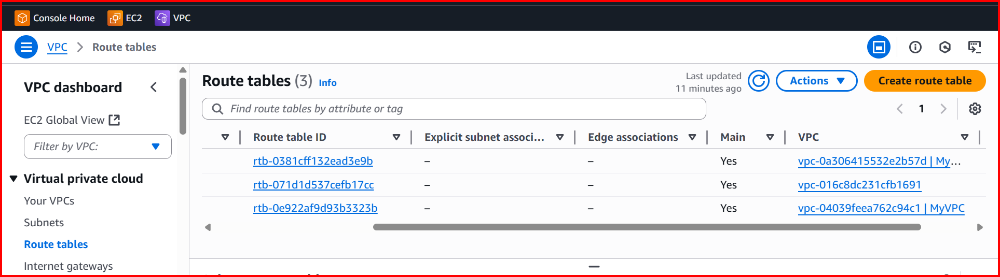 Console Home EC2 VPC
VPC Route tables
VPC dashboard
EC2 Global View
Filter by VPC:
Virtual private cloud
Your VPCs
Subnets
Route tables
Internet gateways
Route tables (3) Info
Last updated
11 minutes ago
Actions
Create route table
Find route tables by attribute or tag
1
Route table ID Explicit subnet associ... Edge associations Main VPC
rtb-0381cff132ead3e9b – – Yes vpc-0a306415532e2b57d | My...
rtb-071d1d537cefb17cc – – Yes vpc-016c8dc231cfb1691
rtb-0e922af9d93b3323b – – Yes vpc-04039feea762c94c1 | MyVPC